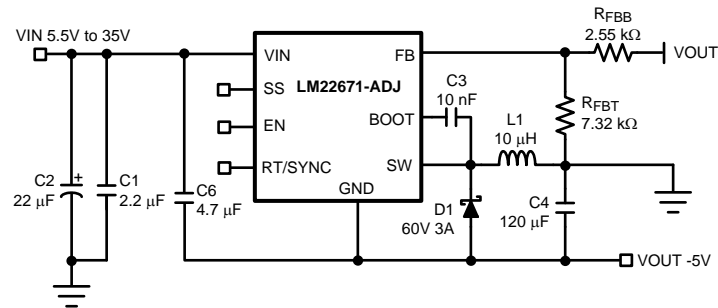 VIN 5.5V to 35V
VIN
SS
EN
RT/SYNC
GND
LM22671-ADJ
FB
BOOT
SW
C3
10 nF
L1
10 μH
RFBB
2.55 kΩ
VOUT
RFBT
7.32 kΩ
C2
22 μF
+
C1
2.2 μF
C6
4.7 μF
D1
60V 3A
C4
120 μF
VOUT -5V